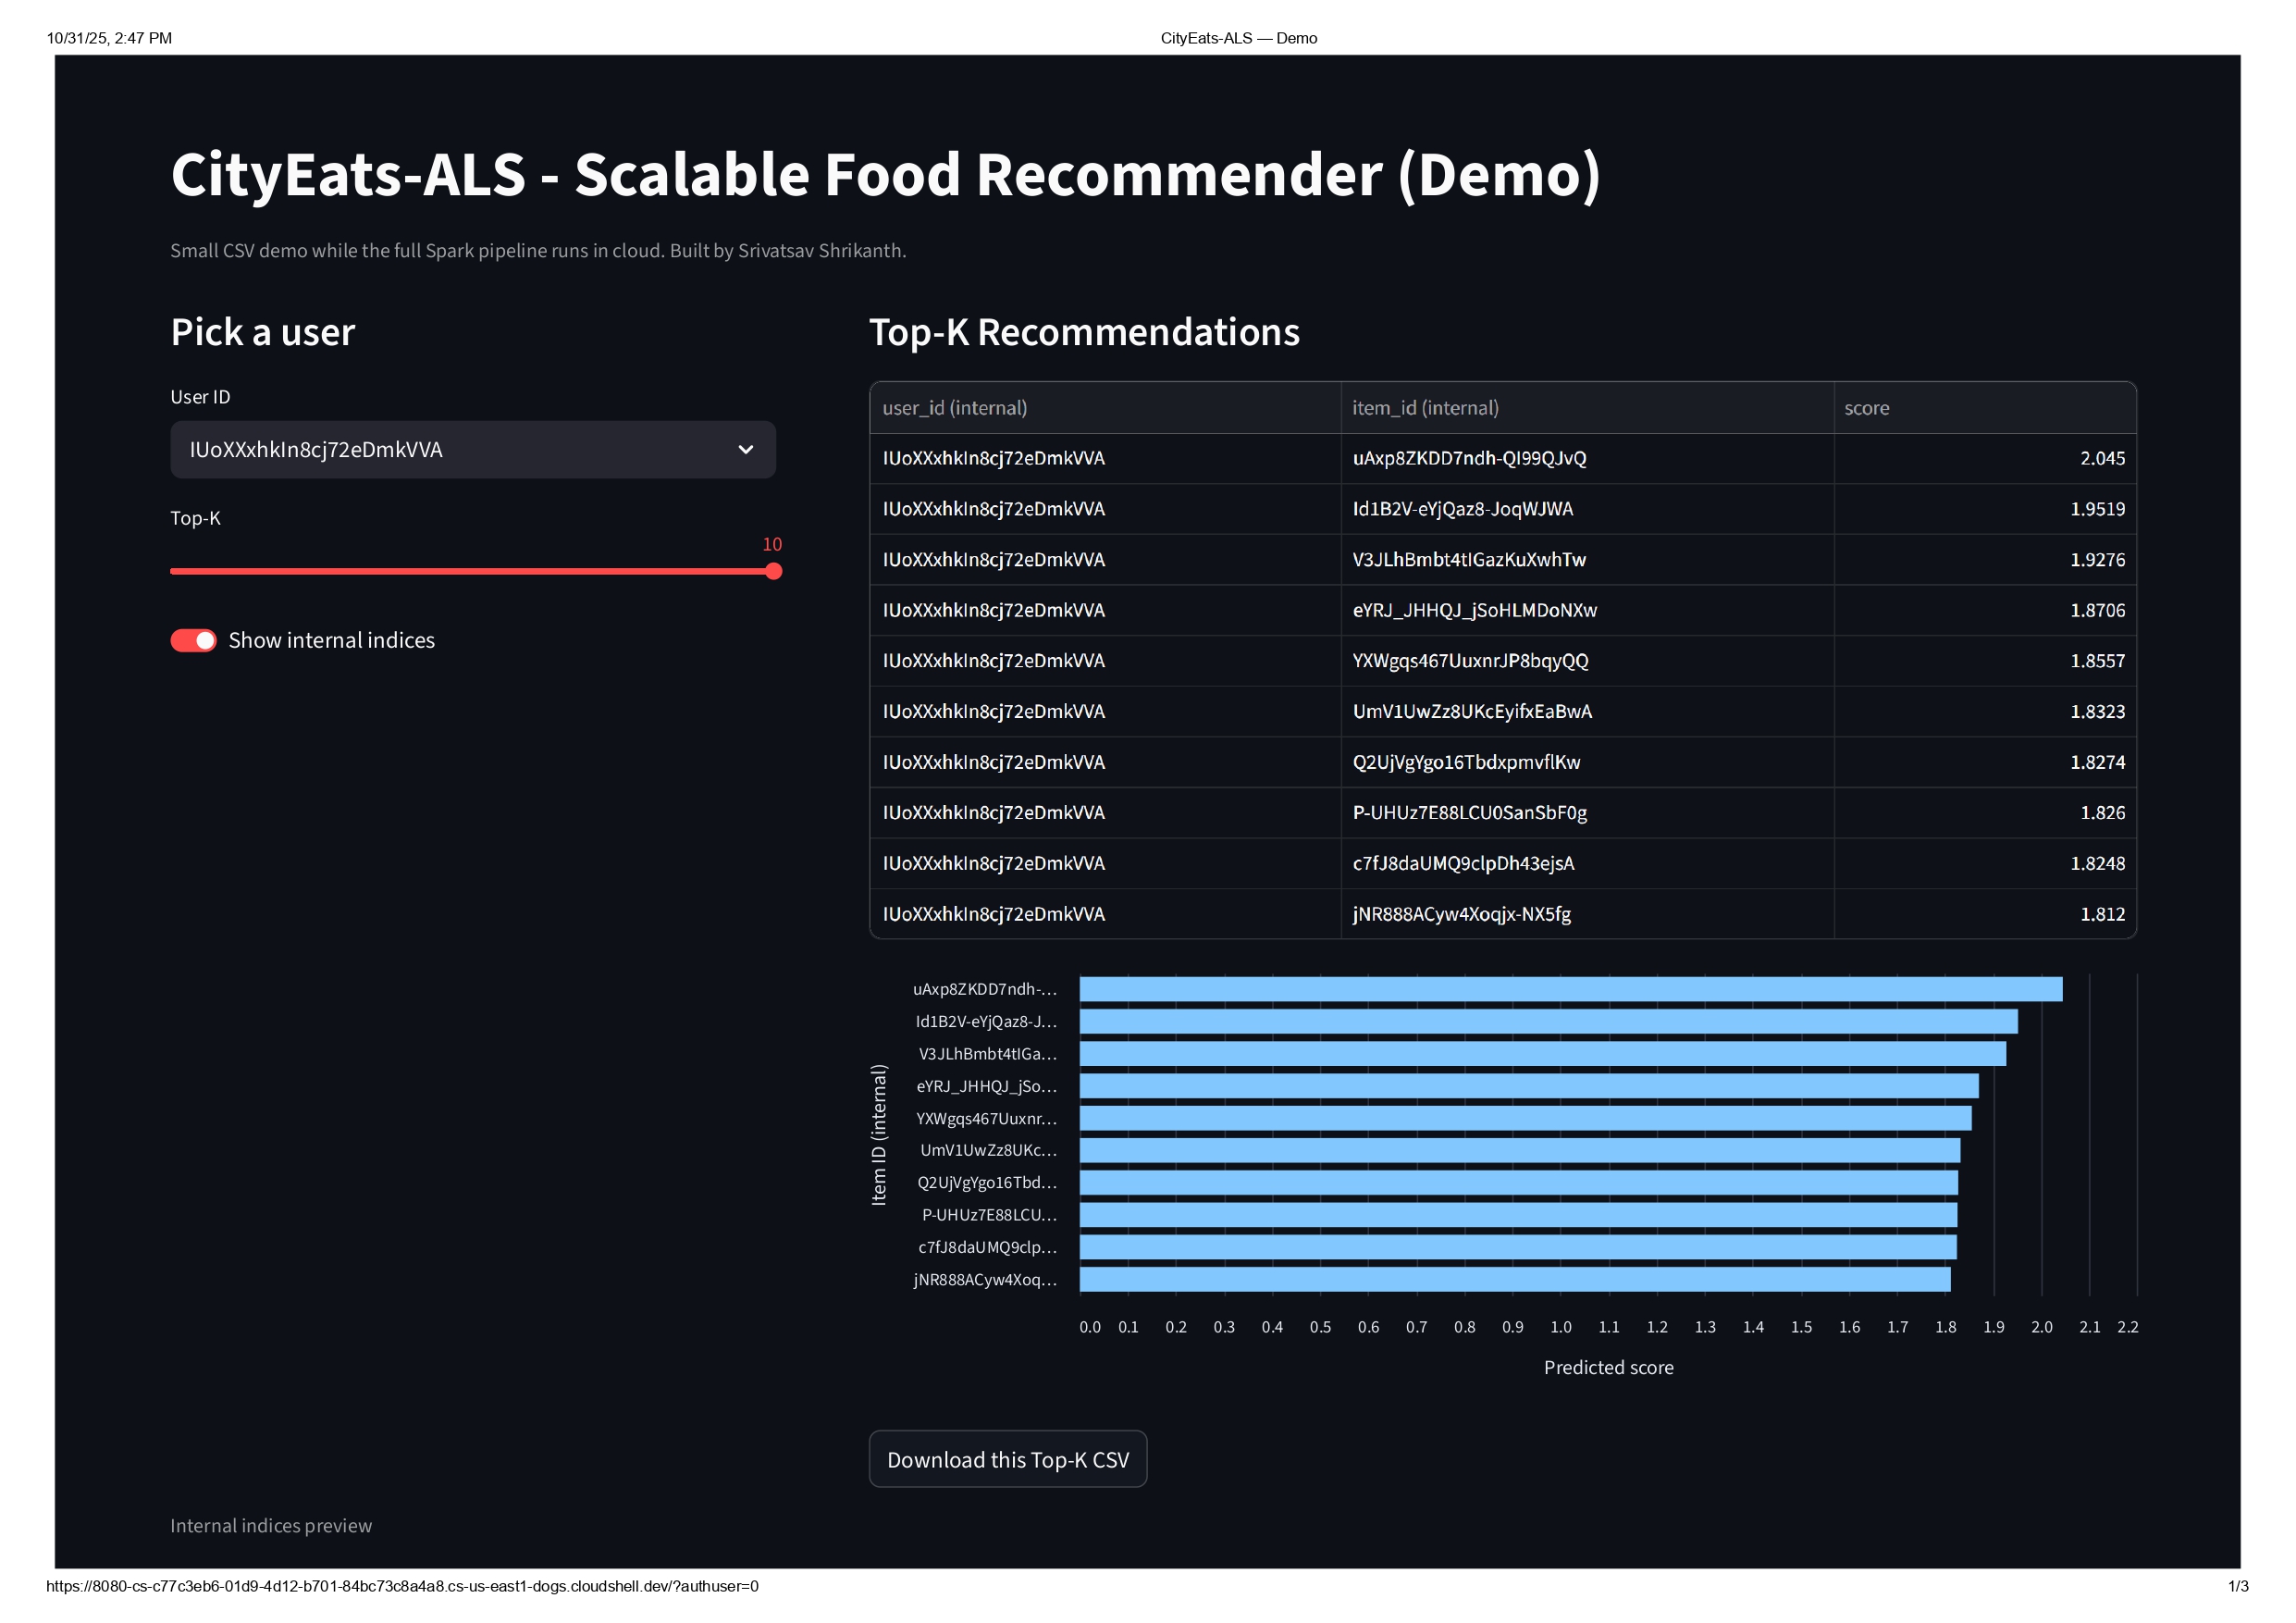 10/31/25, 2:47 PM
CityEats-ALS — Demo
CityEats-ALS - Scalable Food Recommender (Demo)
Small CSV demo while the full Spark pipeline runs in cloud. Built by Srivatsav Shrikanth.
Pick a user
User ID
IUoXXxhkIn8cj72eDmkVVA
Top-K
10
Show internal indices
Top-K Recommendations
user_id (internal) item_id (internal) score
IUoXXxhkIn8cj72eDmkVVA uAxp8ZKDD7ndh-QI99QJvQ 2.045
IUoXXxhkIn8cj72eDmkVVA Id1B2V-eYjQaz8-JoqWJWA 1.9519
IUoXXxhkIn8cj72eDmkVVA V3JLhBmbt4tIGazKuXwhTw 1.9276
IUoXXxhkIn8cj72eDmkVVA eYRJ_JHHQJ_jSoHLMDoNXw 1.8706
IUoXXxhkIn8cj72eDmkVVA YXWgqs467UuxnrJP8bqyQQ 1.8557
IUoXXxhkIn8cj72eDmkVVA UmV1UwZz8UKcEyifxEaBwA 1.8323
IUoXXxhkIn8cj72eDmkVVA Q2UjVgYgo16TbdxpmvflKw 1.8274
IUoXXxhkIn8cj72eDmkVVA P-UHUz7E88LCU0SanSbF0g 1.826
IUoXXxhkIn8cj72eDmkVVA c7fJ8daUMQ9clpDh43ejsA 1.8248
IUoXXxhkIn8cj72eDmkVVA jNR888ACyw4Xoqjx-NX5fg 1.812
Item ID (internal)
uAxp8ZKDD7ndh-…
Id1B2V-eYjQaz8-J…
V3JLhBmbt4tIGa…
eYRJ_JHHQJ_jSo…
YXWgqs467Uuxnr…
UmV1UwZz8UKc…
Q2UjVgYgo16Tbd…
P-UHUz7E88LCU…
c7fJ8daUMQ9clp…
jNR888ACyw4Xoq…
0.0 0.1 0.2 0.3 0.4 0.5 0.6 0.7 0.8 0.9 1.0 1.1 1.2 1.3 1.4 1.5 1.6 1.7 1.8 1.9 2.0 2.1 2.2
Predicted score
Download this Top-K CSV
Internal indices preview
https://8080-cs-c77c3eb6-01d9-4d12-b701-84bc73c8a4a8.cs-us-east1-dogs.cloudshell.dev/?authuser=0
1/3